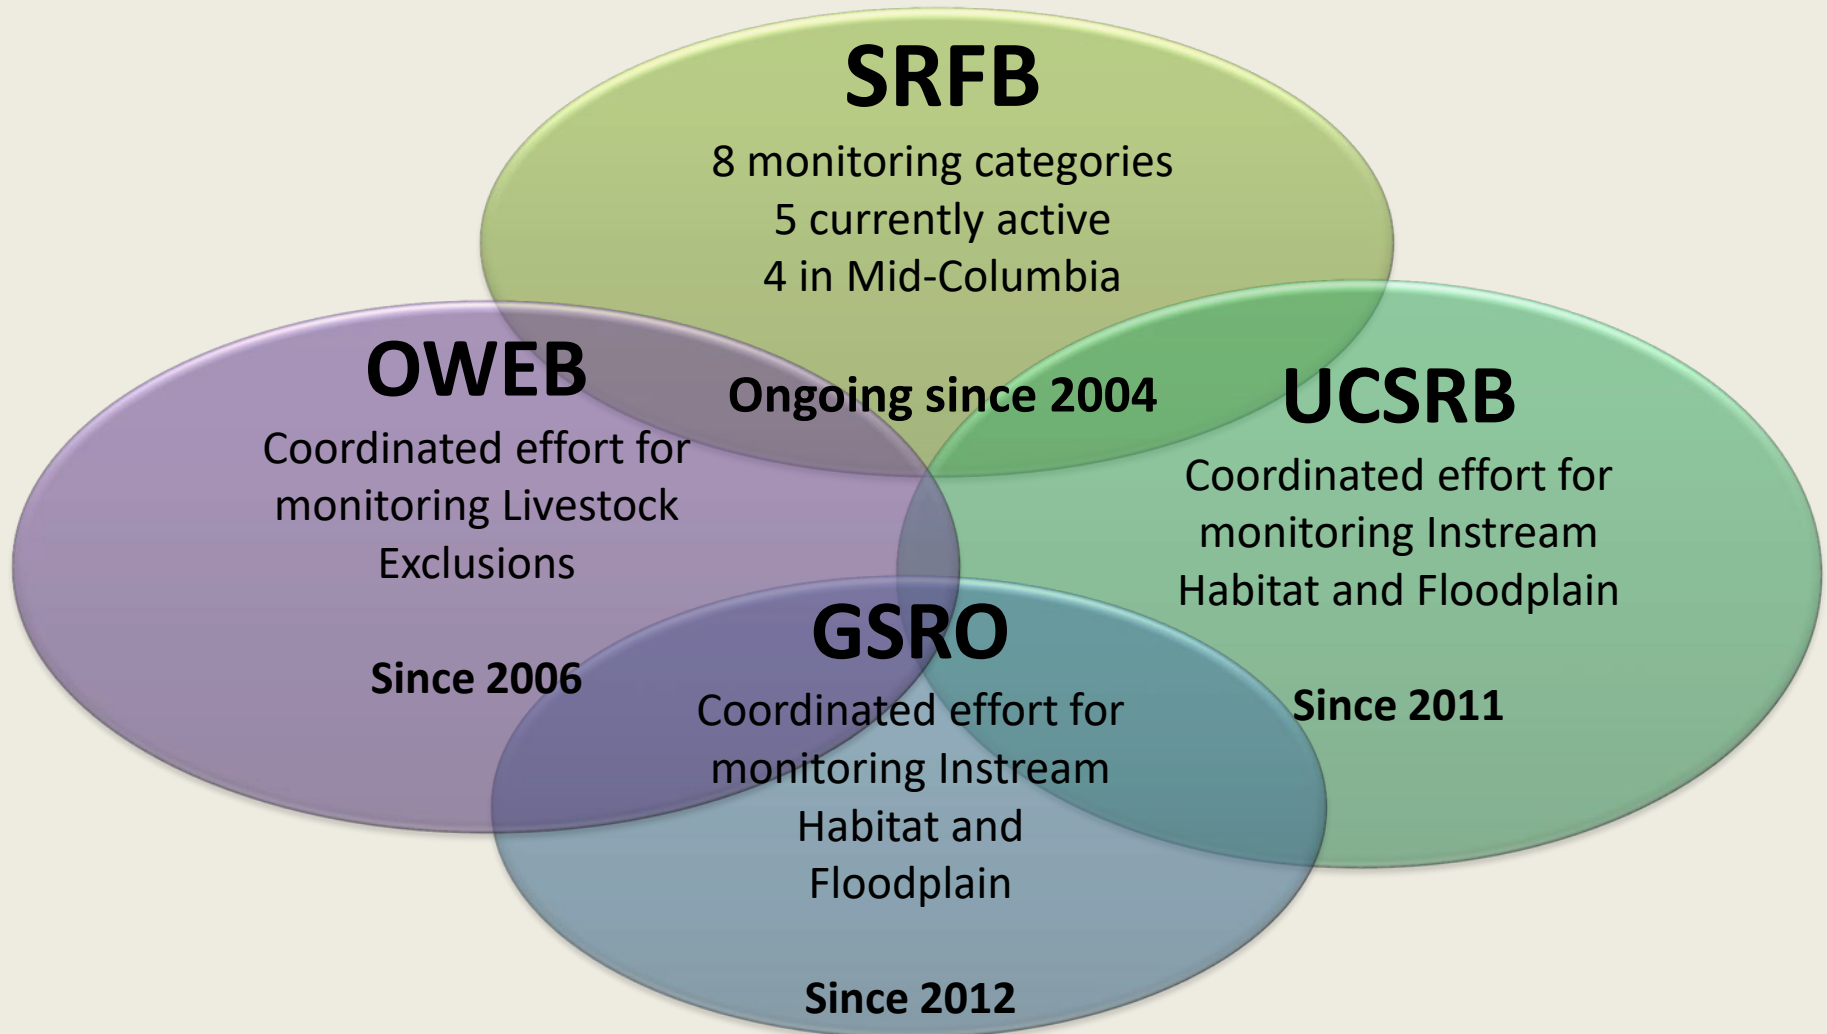 SRFB
8 monitoring categories
5 currently active
4 in Mid-Columbia
Ongoing since 2004
OWEB
Coordinated effort for
monitoring Livestock
Exclusions
Since 2006
UCSRB
Coordinated effort for
monitoring Instream
Habitat and Floodplain
Since 2011
GSRO
Coordinated effort for
monitoring Instream
Habitat and
Floodplain
Since 2012